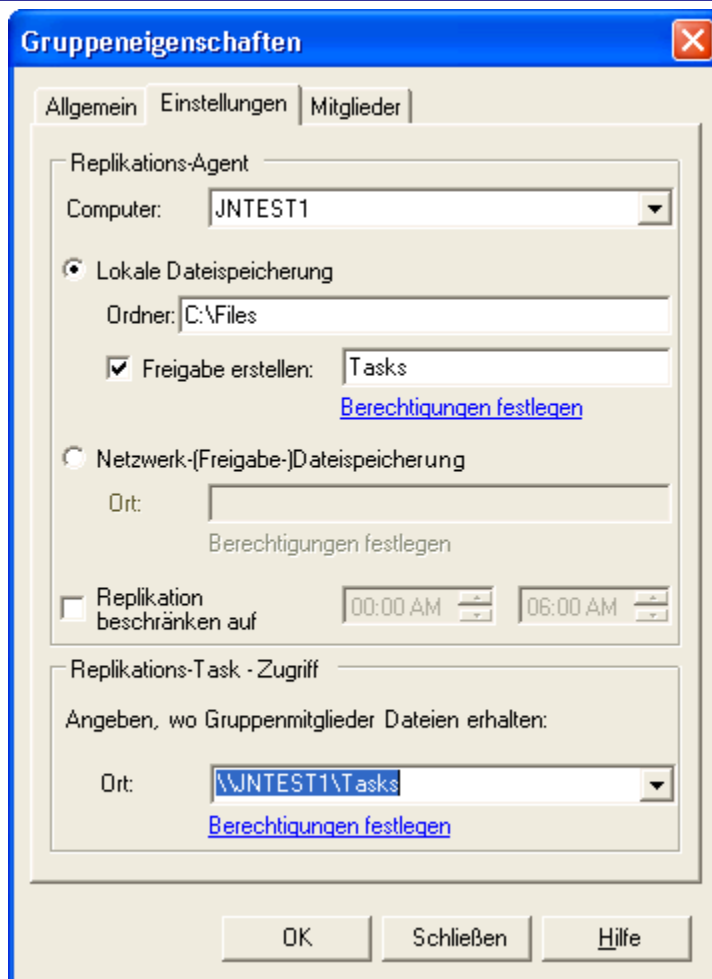 Gruppeneigenschaften
Allgemein Einstellungen Mitglieder
Replikations-Agent
Computer: JNTEST1
Lokale Dateispeicherung
Ordner: C:\Files
Freigabe erstellen: Tasks
Berechtigungen festlegen
Netzwerk-(Freigabe-)Dateispeicherung
Ort:
Berechtigungen festlegen
Replikation
beschränken auf 00:00 AM 06:00 AM
Replikations-Task - Zugriff
Angeben, wo Gruppenmitglieder Dateien erhalten:
Ort: \\JNTEST1\Tasks
Berechtigungen festlegen
OK Schließen Hilfe